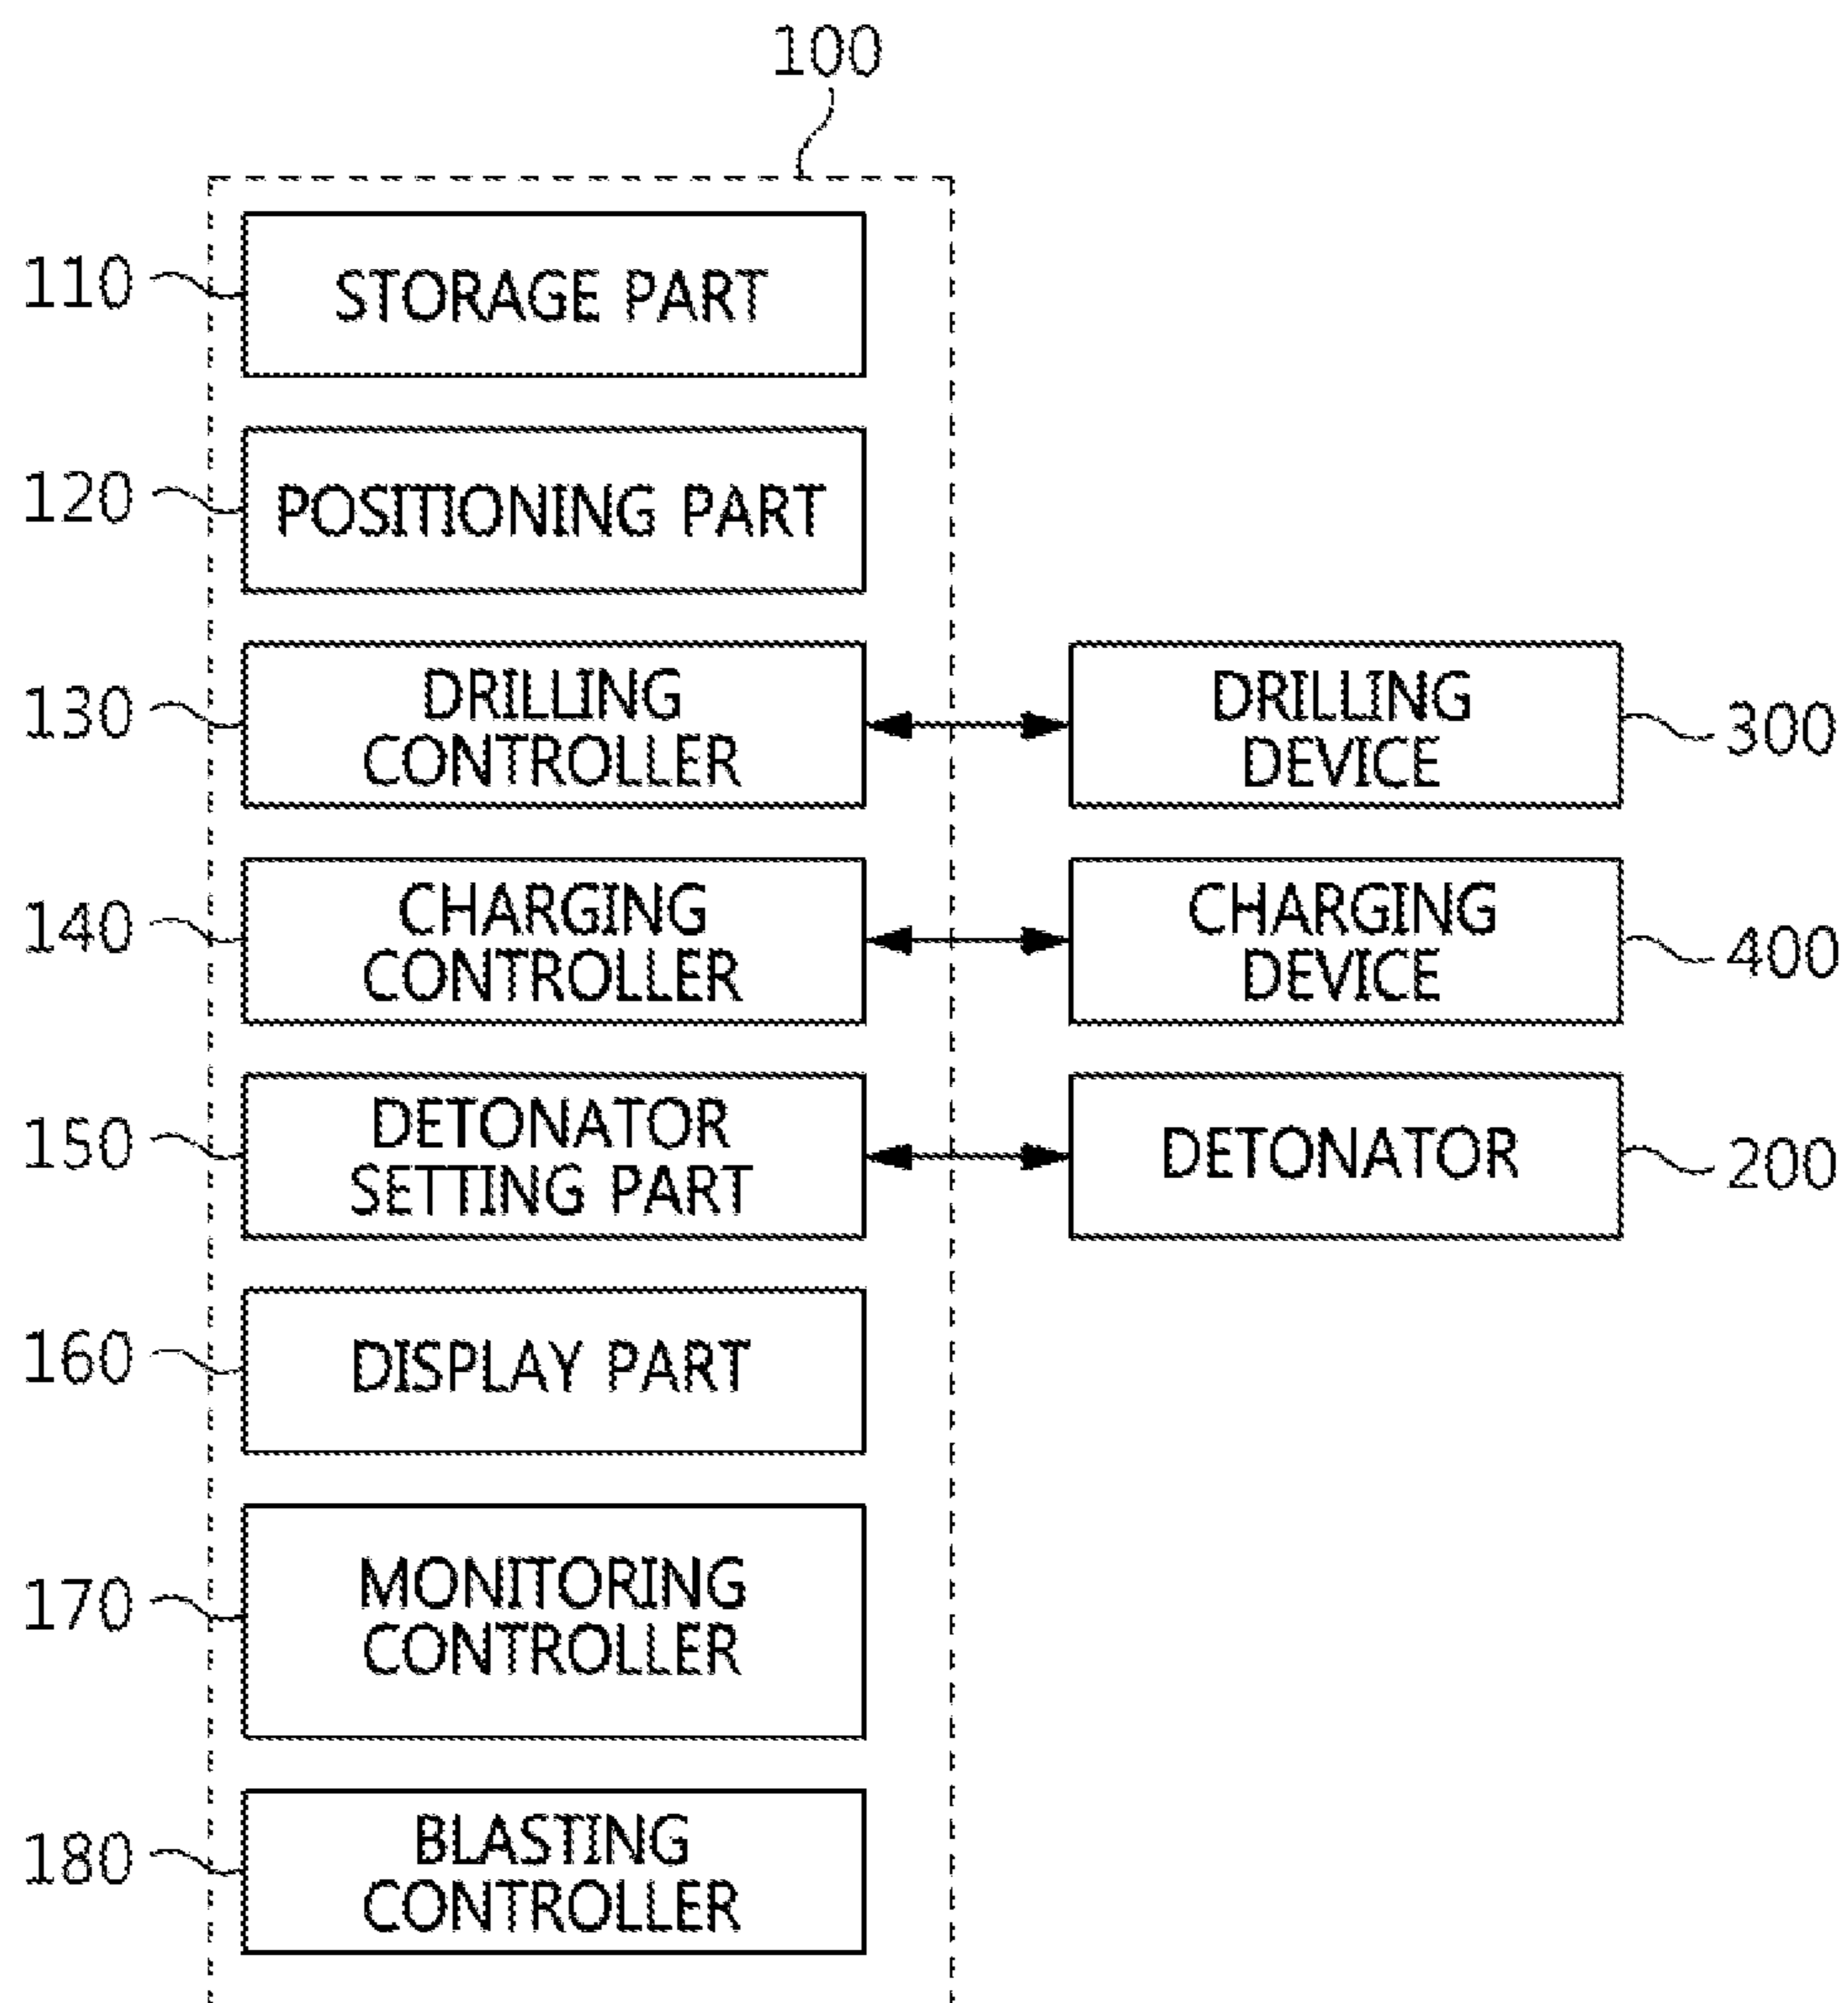 100
110
STORAGE PART
120
POSITIONING PART
130
DRILLING
CONTROLLER
DRILLING
DEVICE
300
140
CHARGING
CONTROLLER
CHARGING
DEVICE
400
150
DETONATOR
SETTING PART
DETONATOR
200
160
DISPLAY PART
170
MONITORING
CONTROLLER
180
BLASTING
CONTROLLER